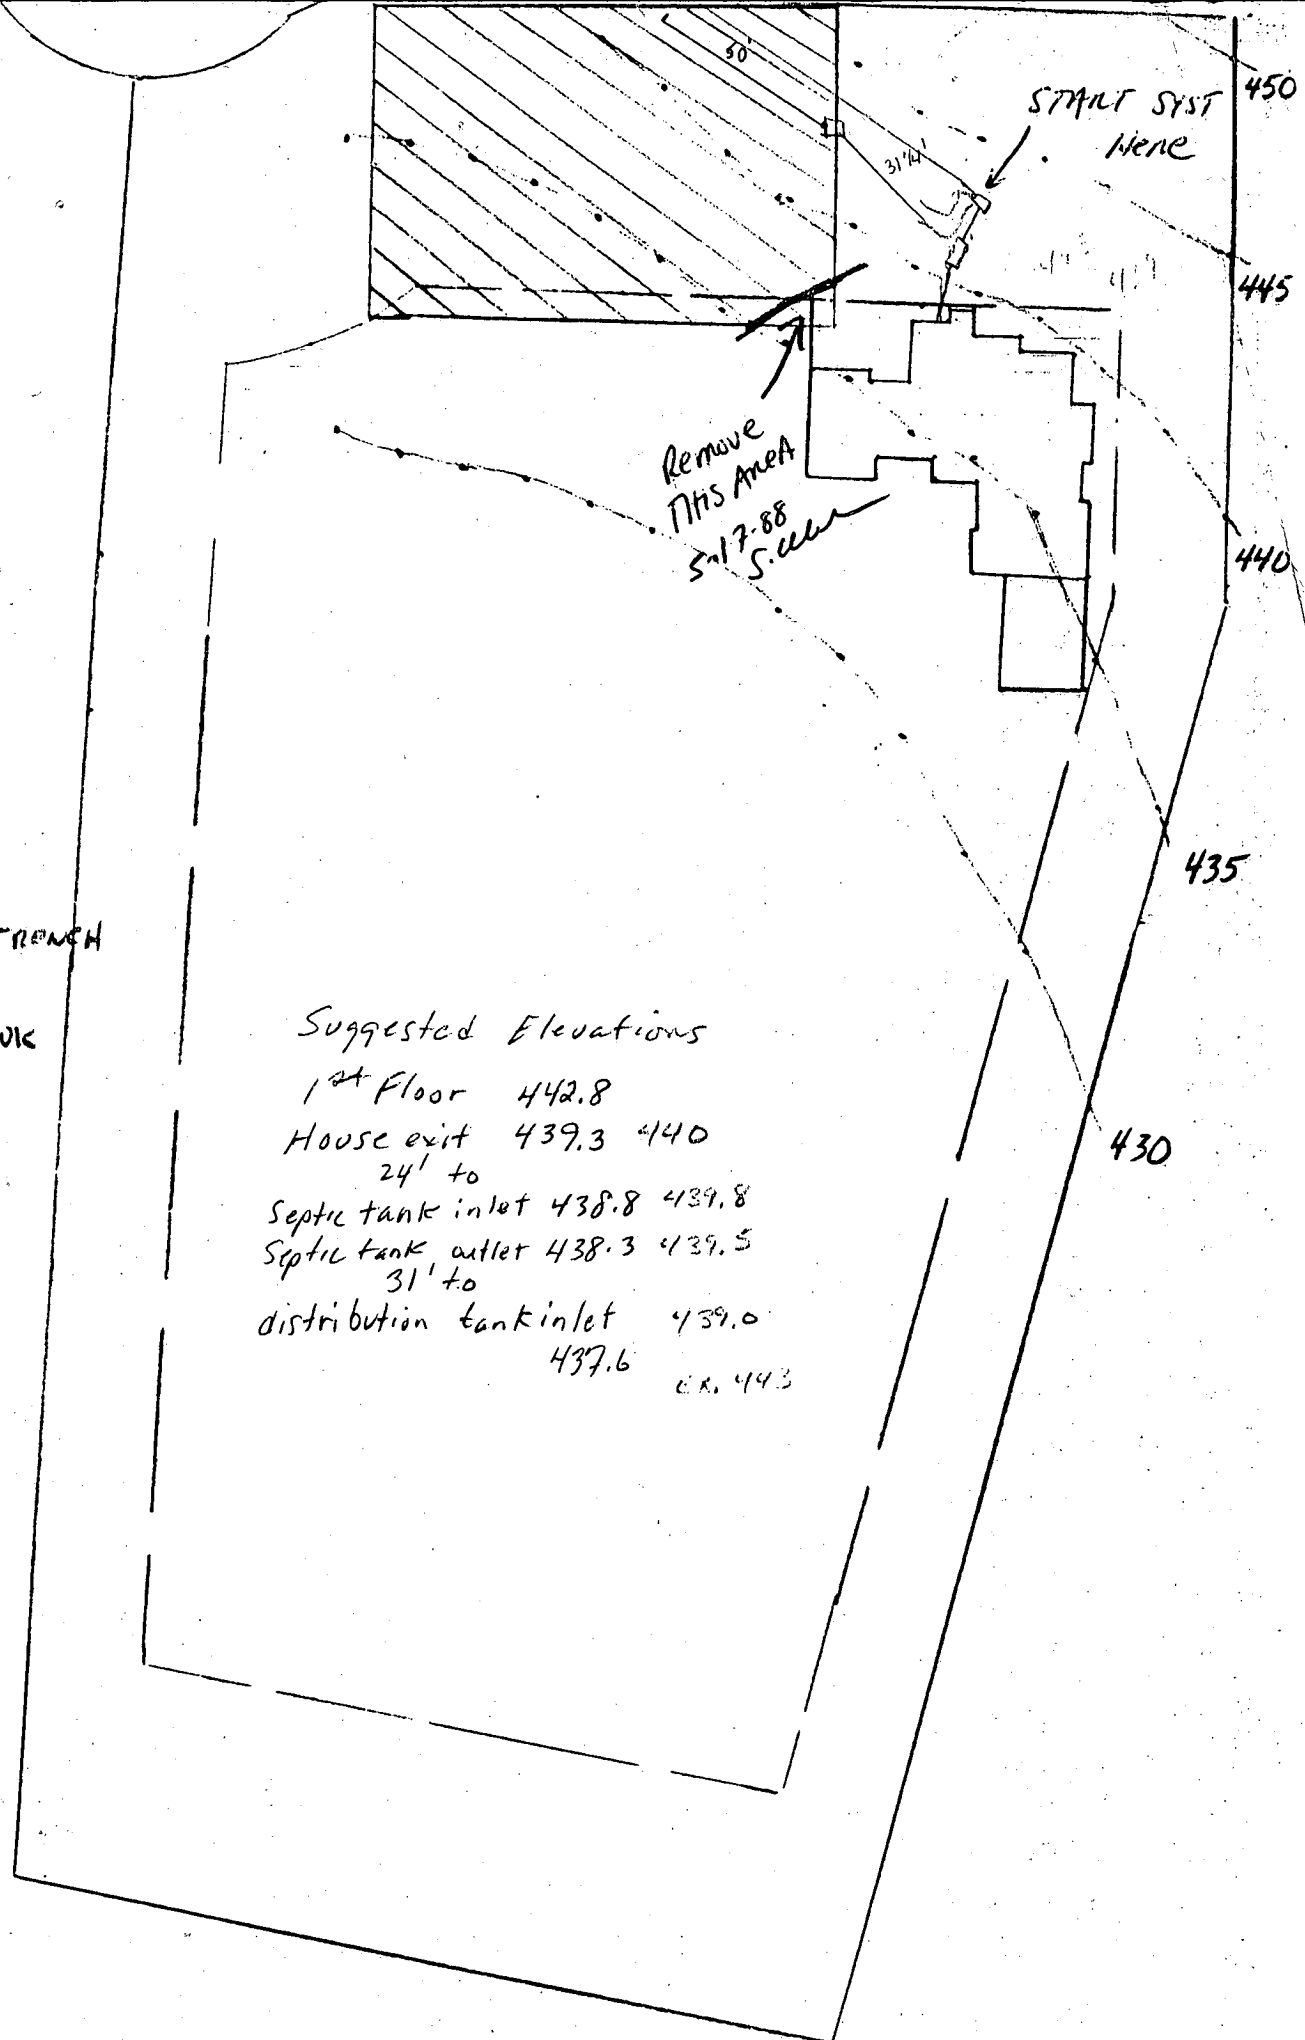 50'
450
START SYST
Here
31'
445
Remove
This Area
5-17-88
440
435
TRENCH
Suggested Elevations
1st Floor 442.8
House exit 439.3 440
24' to
Septic tank inlet 438.8 439.8
Septic tank outlet 438.3 439.5
31' to
distribution tank inlet 439.0
437.6
ex. 443
430